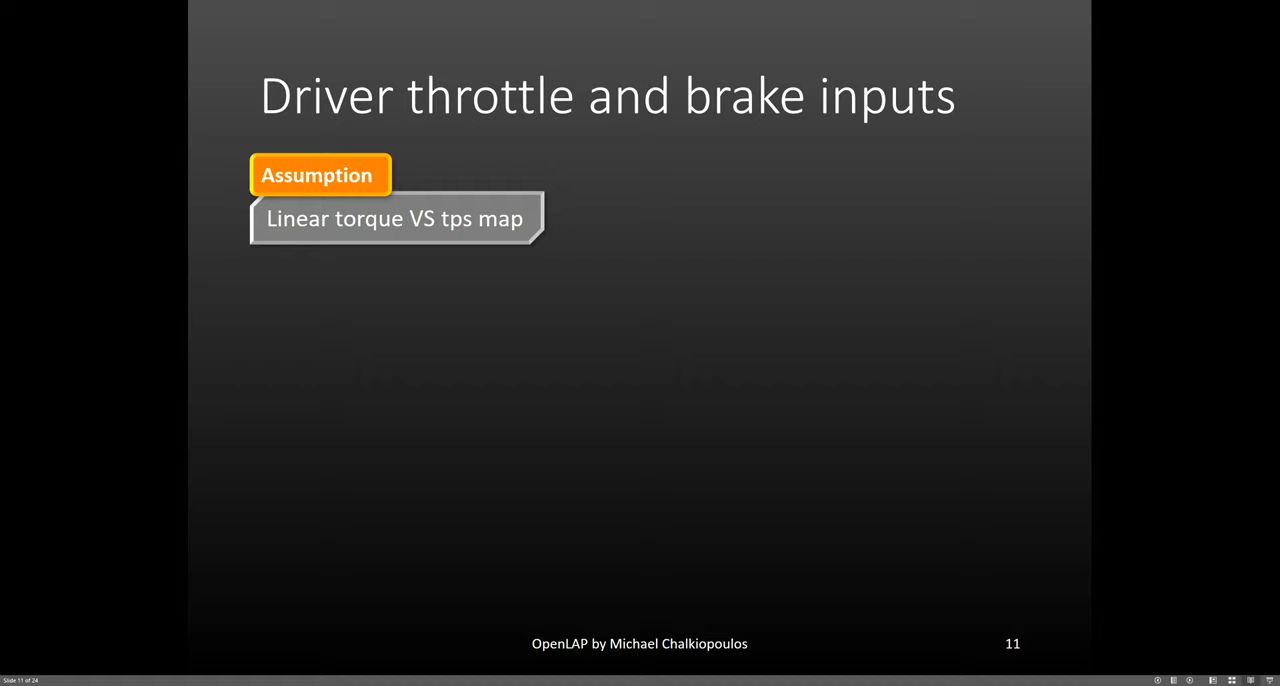 Driver throttle and brake inputs
Assumption
Linear torque VS tps map
OpenLAP by Michael Chalkiopoulos
11
Slide 11 of 24